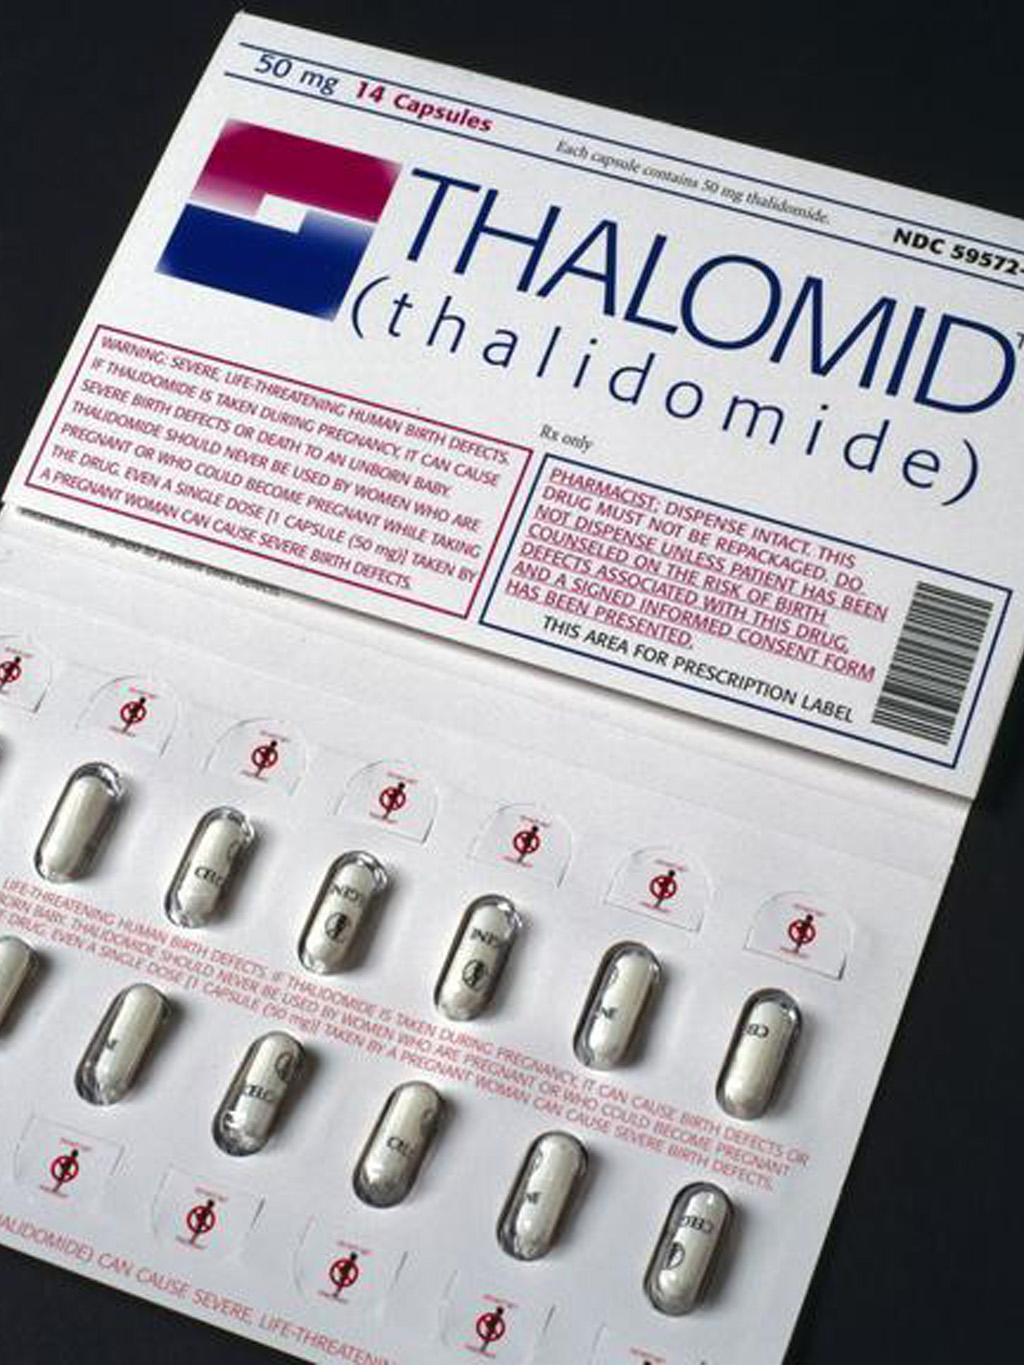 50 mg 14 Capsules
Each capsule contains 50 mg thalidomide.
NDC 59572-
THALOMID
(thalidomide)
WARNING: SEVERE, LIFE-THREATENING HUMAN BIRTH DEFECTS.
IF THALIDOMIDE IS TAKEN DURING PREGNANCY, IT CAN CAUSE
SEVERE BIRTH DEFECTS OR DEATH TO AN UNBORN BABY.
THALIDOMIDE SHOULD NEVER BE USED BY WOMEN WHO ARE
PREGNANT OR WHO COULD BECOME PREGNANT WHILE TAKING
THE DRUG. EVEN A SINGLE DOSE [1 CAPSULE (50 mg)] TAKEN BY
A PREGNANT WOMAN CAN CAUSE SEVERE BIRTH DEFECTS.
Rx only
PHARMACIST: DISPENSE INTACT. THIS
DRUG MUST NOT BE REPACKAGED. DO
NOT DISPENSE UNLESS PATIENT HAS BEEN
COUNSELED ON THE RISK OF BIRTH
DEFECTS ASSOCIATED WITH THIS DRUG,
AND A SIGNED INFORMED CONSENT FORM
HAS BEEN PRESENTED.
THIS AREA FOR PRESCRIPTION LABEL
CELG
CELG
LIFE-THREATENING HUMAN BIRTH DEFECTS. IF THALIDOMIDE IS TAKEN DURING PREGNANCY, IT CAN CAUSE BIRTH DEFECTS OR
BORN BABY. THALIDOMIDE SHOULD NEVER BE USED BY WOMEN WHO ARE PREGNANT OR WHO COULD BECOME PREGNANT
DRUG. EVEN A SINGLE DOSE [1 CAPSULE (50 mg)] TAKEN BY A PREGNANT WOMAN CAN CAUSE SEVERE BIRTH DEFECTS.
NE
CELG
CELG
NE
CELG
ALIDOMIDE) CAN CAUSE SEVERE, LIFE-THREATENIN